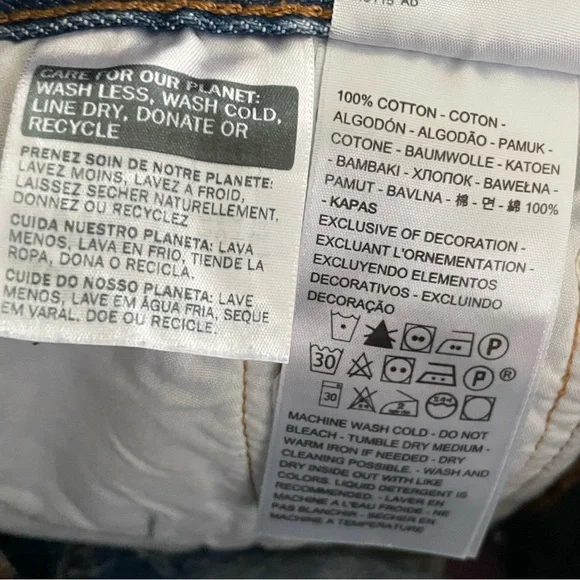 CARE FOR OUR PLANET:
WASH LESS, WASH COLD,
LINE DRY, DONATE OR
RECYCLE
PRENEZ SOIN DE NOTRE PLANETE:
LAVEZ MOINS, LAVEZ A FROID,
LAISSEZ SECHER NATURELLEMENT,
DONNEZ OU RECYCLEZ
CUIDA NUESTRO PLANETA: LAVA
MENOS, LAVA EN FRIO, TIENDE LA
ROPA, DONA O RECICLA.
CUIDE DO NOSSO PLANETA: LAVE
MENOS, LAVE EM ÁGUA FRIA, SEQUE
EM VARAL. DOE OU RECICLE.
100% COTTON - COTON -
ALGODÓN - ALGODÃO - PAMUK -
COTONE - BAUMWOLLE - KATOEN
- BAMBAKI - ХЛОПОК - BAWEŁNA -
PAMUT - BAVLNA - 棉 - 면 - 綿 100%
- KAPAS
EXCLUSIVE OF DECORATION -
EXCLUANT L'ORNEMENTATION -
EXCLUYENDO ELEMENTOS
DECORATIVOS - EXCLUINDO
DECORAÇÃO
P
30 P ®
30 2
MACHINE WASH COLD - DO NOT
BLEACH - TUMBLE DRY MEDIUM -
WARM IRON IF NEEDED - DRY
CLEANING POSSIBLE. - WASH AND
DRY INSIDE OUT WITH LIKE
COLORS. LIQUID DETERGENT IS
RECOMMENDED. - LAVER EN
MACHINE A L'EAU FROIDE - NE
PAS BLANCHIR - SECHER EN
MACHINE A TEMPERATURE